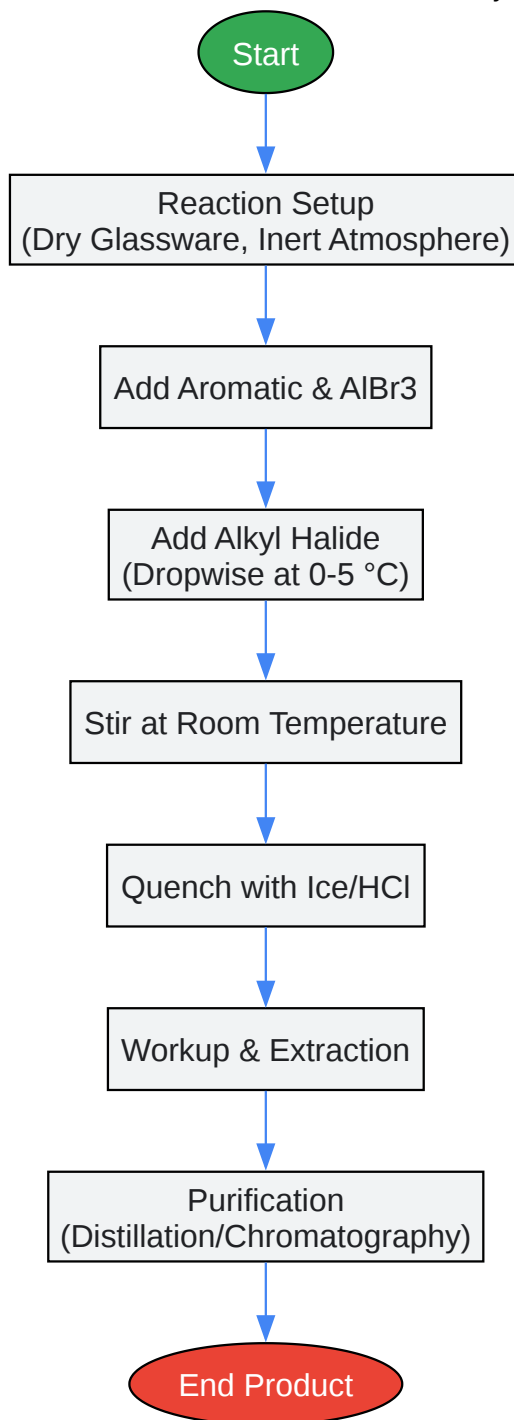 Start
Reaction Setup
(Dry Glassware, Inert Atmosphere)
Add Aromatic & AlBr3
Add Alkyl Halide
(Dropwise at 0-5 °C)
Stir at Room Temperature
Quench with Ice/HCl
Workup & Extraction
Purification
(Distillation/Chromatography)
End Product